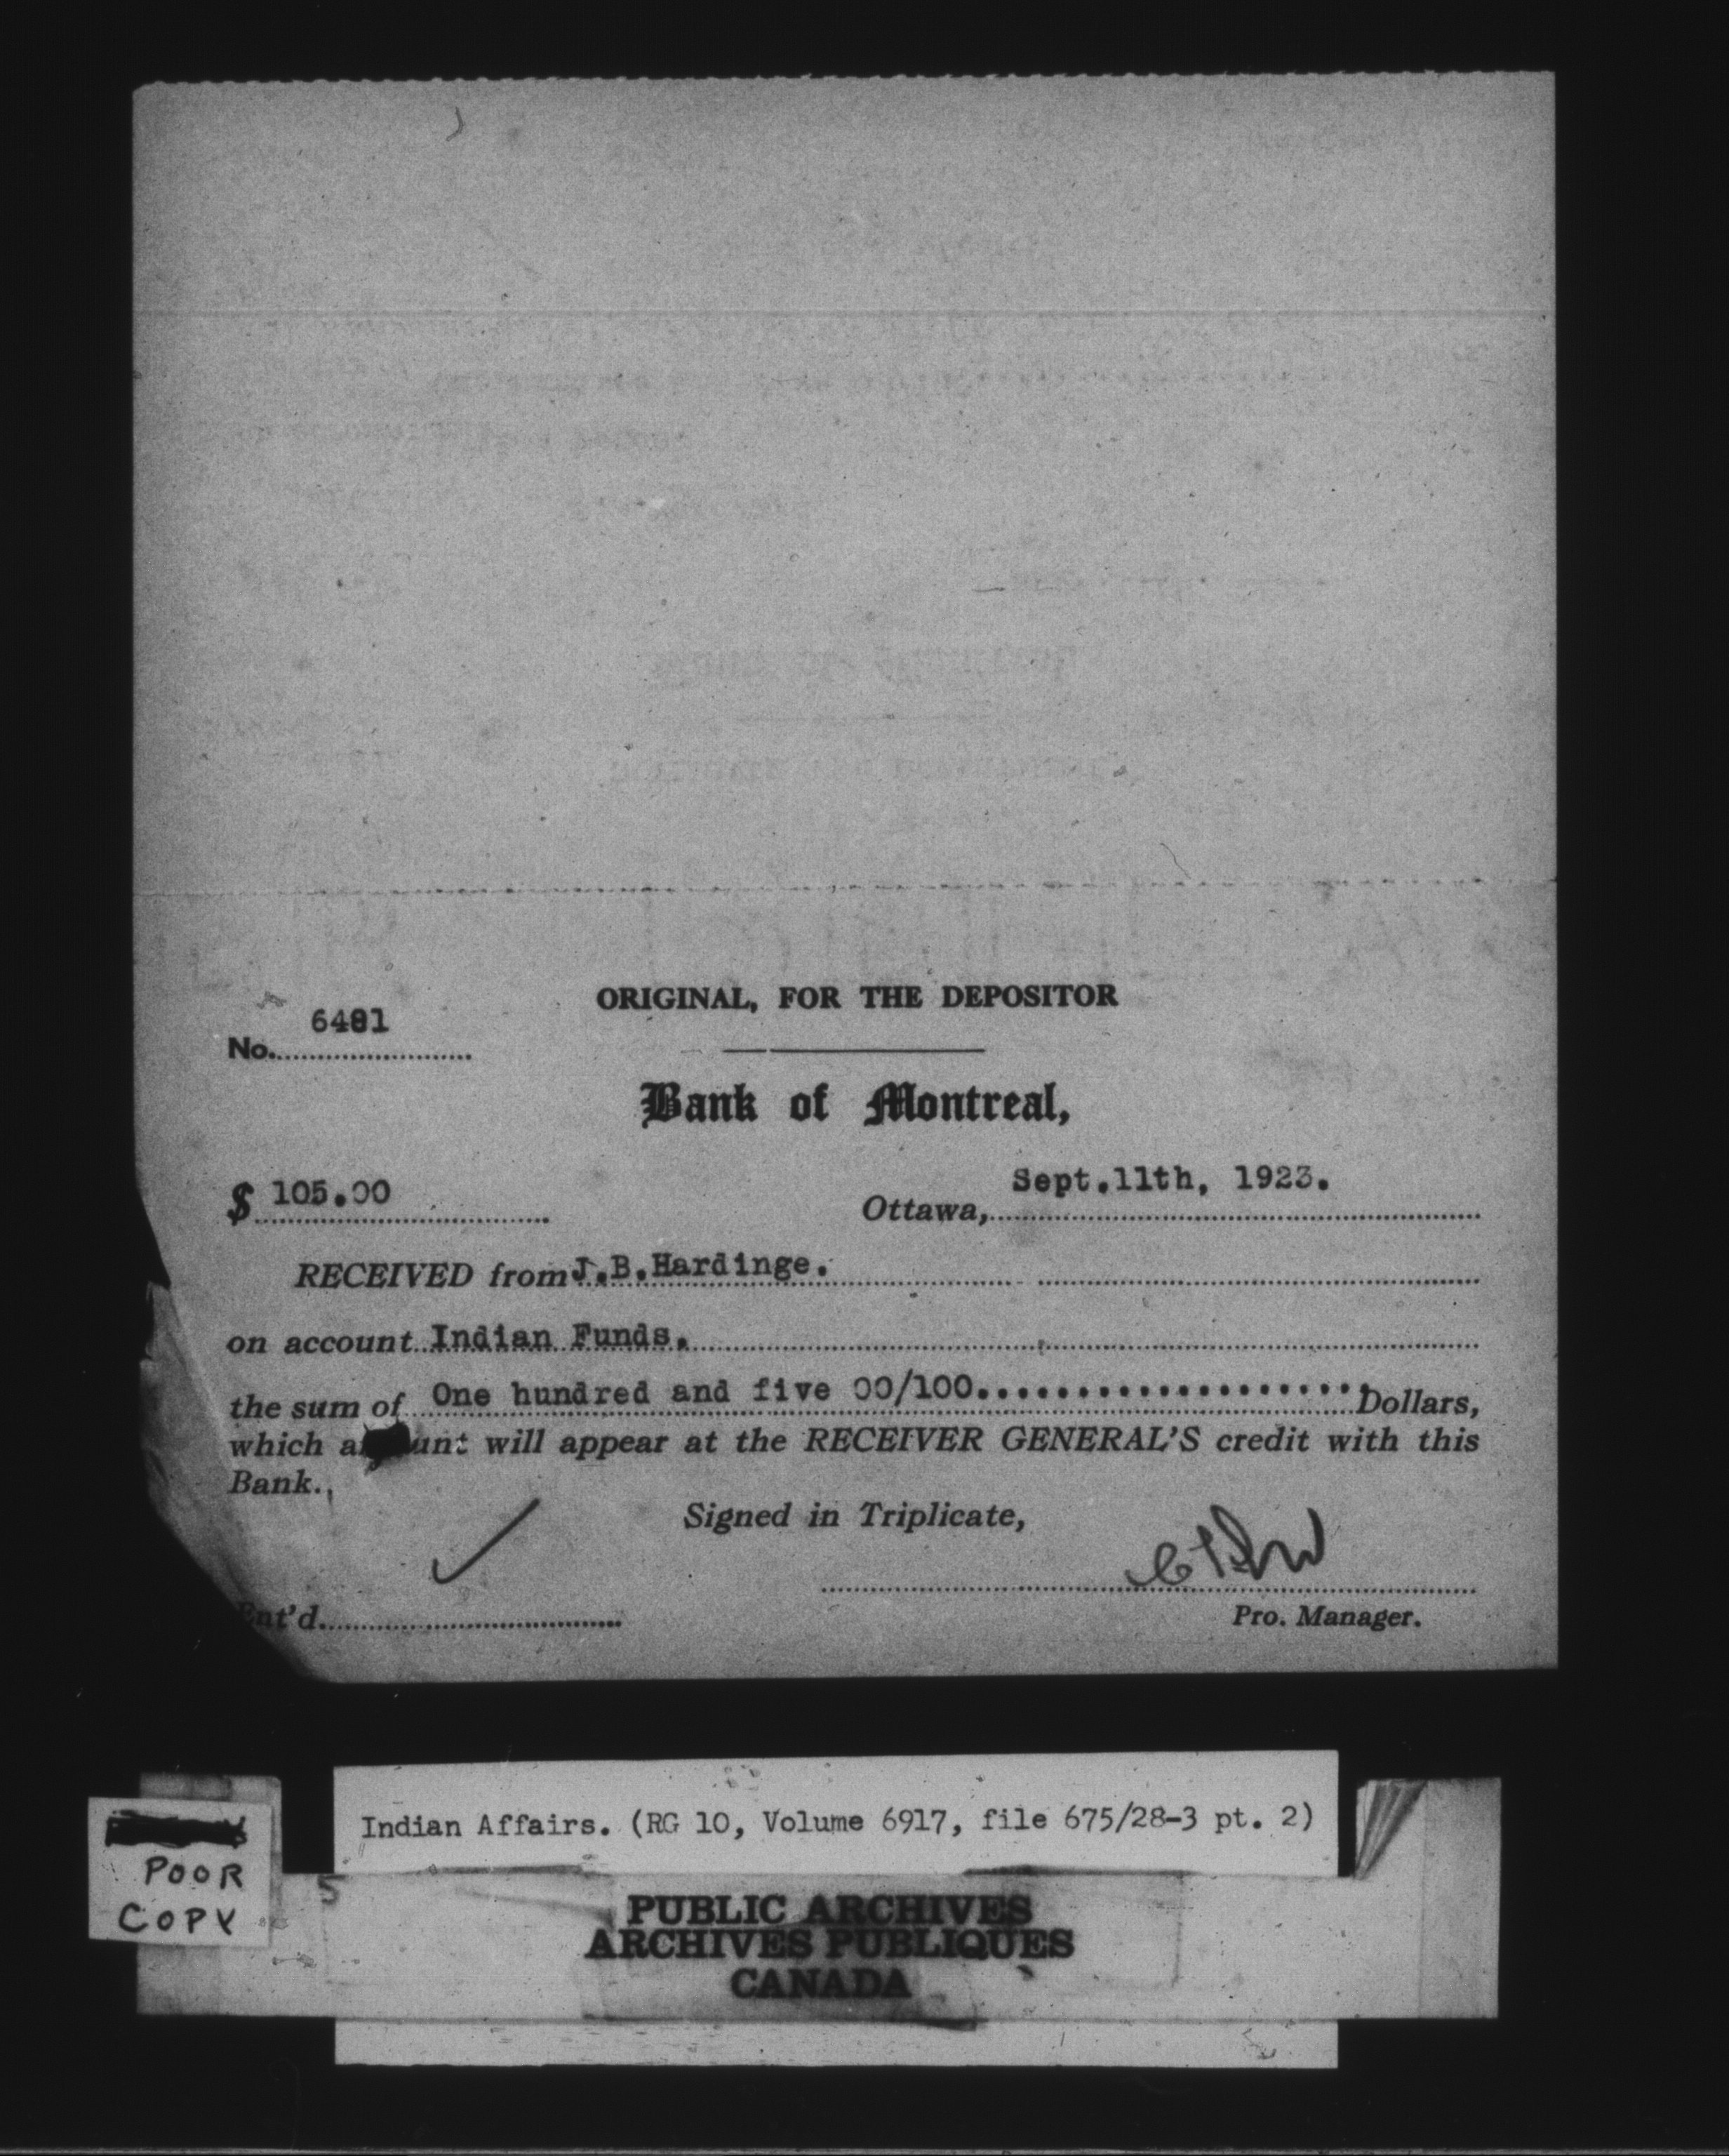 ORIGINAL, FOR THE DEPOSITOR
No. 6481
Bank of Montreal,
$ 105.00 Ottawa, Sept.11th, 1923.
RECEIVED from J.B.Hardinge.
on account Indian Funds.
the sum of One hundred and five 00/100.................... Dollars,
which amount will appear at the RECEIVER GENERAL'S credit with this
Bank.
Signed in Triplicate,
Ent'd.
Pro. Manager.
Indian Affairs. (RG 10, Volume 6917, file 675/28-3 pt. 2)
POOR
COPY
5
PUBLIC ARCHIVES
ARCHIVES PUBLIQUES
CANADA